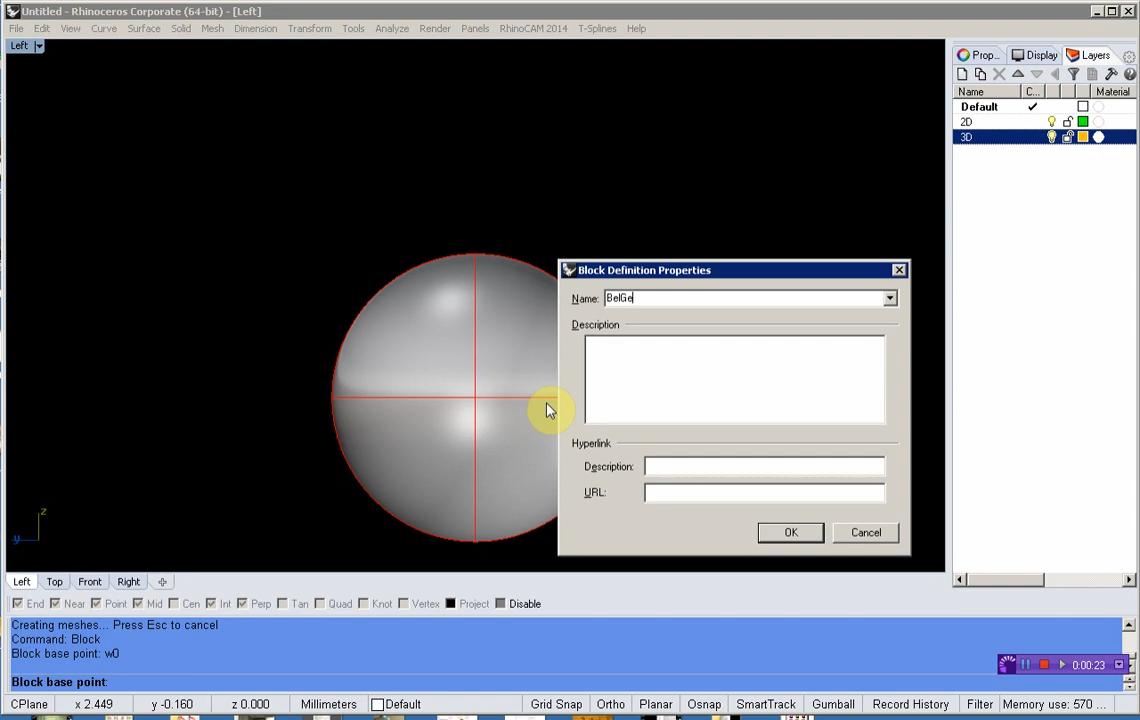 Untitled - Rhinoceros Corporate (64-bit) - [Left]
File Edit View Curve Surface Solid Mesh Dimension Transform Tools Analyze Render Panels RhinoCAM 2014 T-Splines Help
Left
Prop... Display Layers
Name C... Material
Default
2D
3D
Block Definition Properties
Name: BelGe
Description
Hyperlink
Description:
URL:
OK Cancel
z
y
Left Top Front Right
End Near Point Mid Cen Int Perp Tan Quad Knot Vertex Project Disable
Creating meshes... Press Esc to cancel
Command: Block
Block base point: w0
0:00:23
Block base point:
CPlane x 2.449 y -0.160 z 0.000 Millimeters Default Grid Snap Ortho Planar Osnap SmartTrack Gumball Record History Filter Memory use: 570 ...